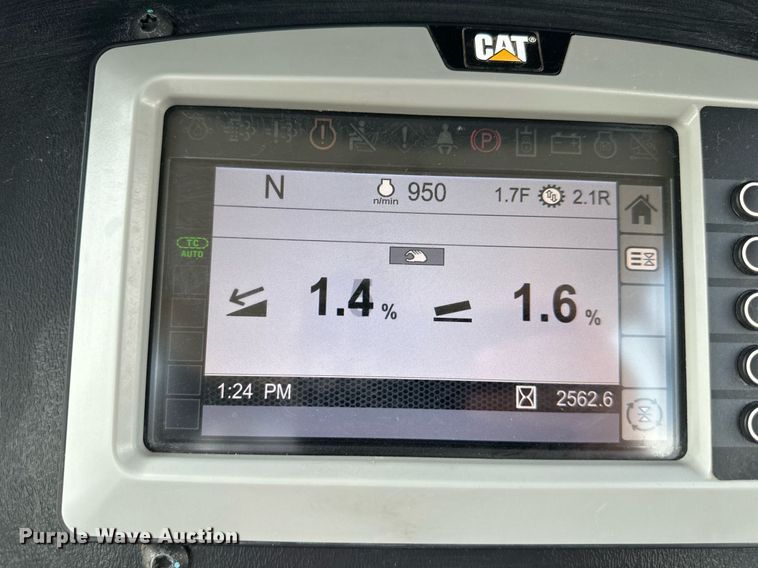 CAT®
N n/min 950 1.7F 2.1R
TC
AUTO
1.4 % 1.6 %
1:24 PM 2562.6
Purple Wave Auction®